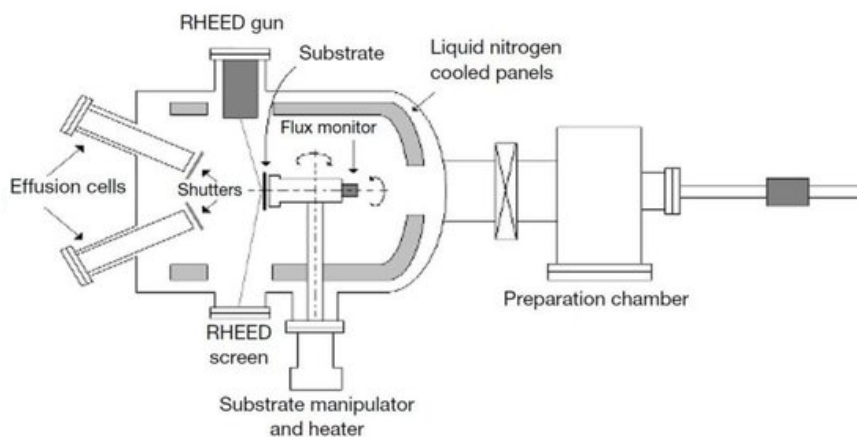 RHEED gun
Substrate
Liquid nitrogen
cooled panels
Flux monitor
Effusion cells
Shutters
Preparation chamber
RHEED
screen
Substrate manipulator
and heater